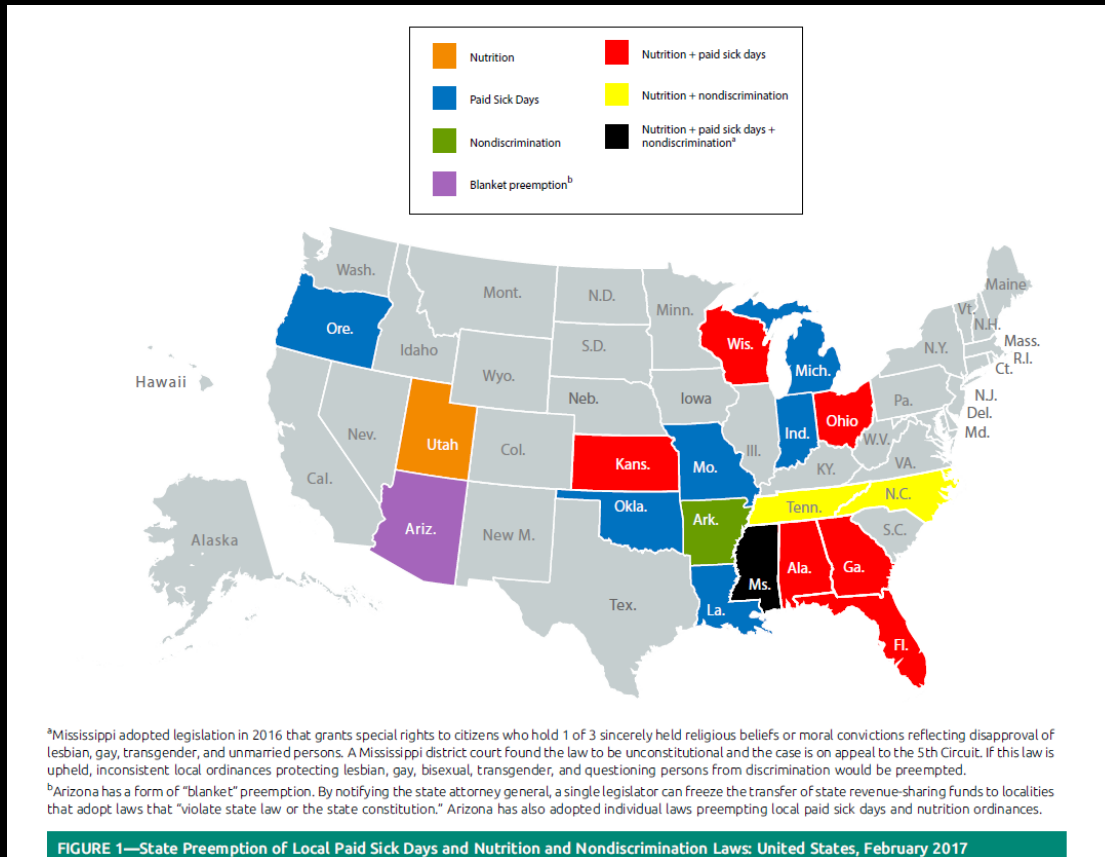 Nutrition
Nutrition + paid sick days
Paid Sick Days
Nutrition + nondiscrimination
Nondiscrimination
Nutrition + paid sick days +
nondiscriminationᵃ
Blanket preemptionᵇ
Wash.
Mont.
N.D.
Minn.
Maine
Vt.
N.H.
Ore.
Idaho
S.D.
Wis.
Mich.
N.Y.
Mass.
R.I.
Ct.
Hawaii
Wyo.
Neb.
Iowa
Pa.
N.J.
Del.
Md.
Nev.
Utah
Col.
Kans.
Mo.
Ill.
Ind.
Ohio
W.V.
VA.
KY.
Cal.
Ariz.
New M.
Okla.
Ark.
Tenn.
N.C.
S.C.
Alaska
Tex.
La.
Ms.
Ala.
Ga.
Fl.
ᵃMississippi adopted legislation in 2016 that grants special rights to citizens who hold 1 of 3 sincerely held religious beliefs or moral convictions reflecting disapproval of
lesbian, gay, transgender, and unmarried persons. A Mississippi district court found the law to be unconstitutional and the case is on appeal to the 5th Circuit. If this law is
upheld, inconsistent local ordinances protecting lesbian, gay, bisexual, transgender, and questioning persons from discrimination would be preempted.
ᵇArizona has a form of “blanket” preemption. By notifying the state attorney general, a single legislator can freeze the transfer of state revenue-sharing funds to localities
that adopt laws that “violate state law or the state constitution.” Arizona has also adopted individual laws preempting local paid sick days and nutrition ordinances.
FIGURE 1—State Preemption of Local Paid Sick Days and Nutrition and Nondiscrimination Laws: United States, February 2017